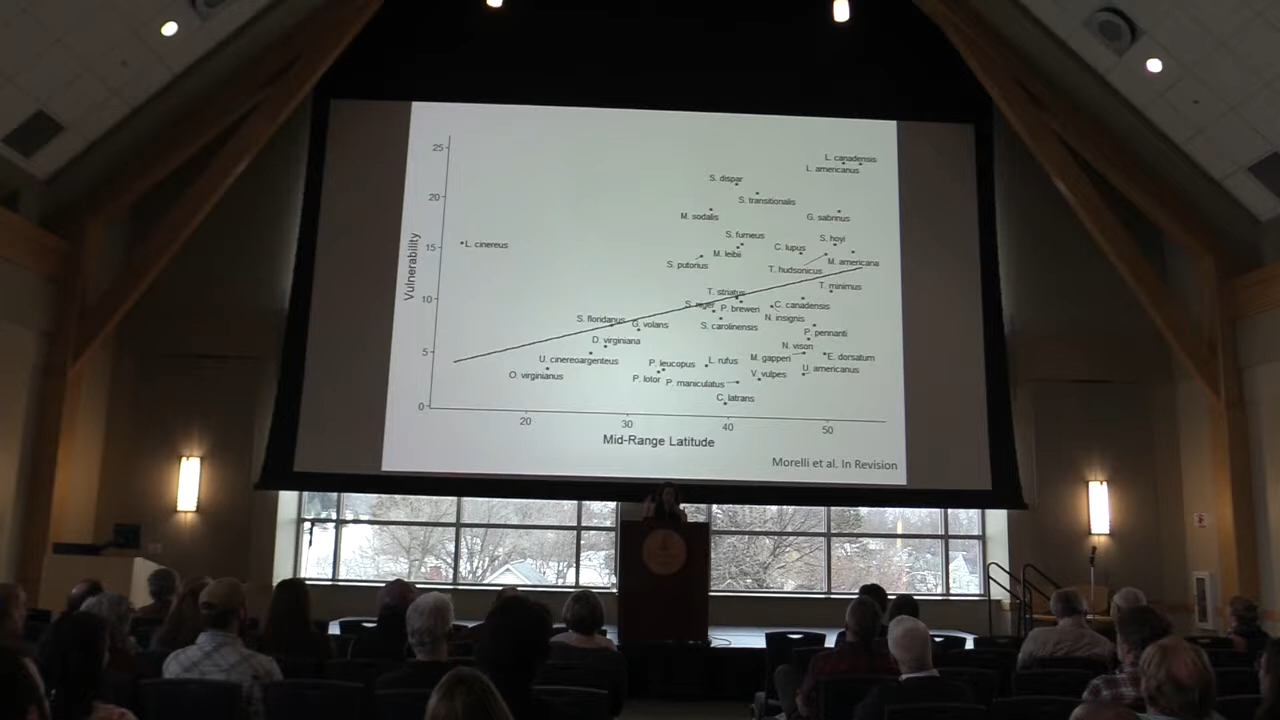 25
L. canadensis
L. americanus
S. dispar
20
S. transitionalis
M. sodalis
G. sabrinus
S. fumeus
S. hoyi
15
L. cinereus
M. leibii
C. lupus
S. putorius
T. hudsonicus
M. americana
T. striatus
T. minimus
10
S. niger
P. breweri
C. canadensis
N. insignis
S. floridanus
G. volans
S. carolinensis
P. pennanti
D. virginiana
N. vison
5
U. cinereoargenteus
P. leucopus
L. rufus
M. gapperi
E. dorsatum
O. virginianus
P. lotor
P. maniculatus
V. vulpes
U. americanus
C. latrans
0
20
30
40
50
Vulnerability
Mid-Range Latitude
Morelli et al. In Revision